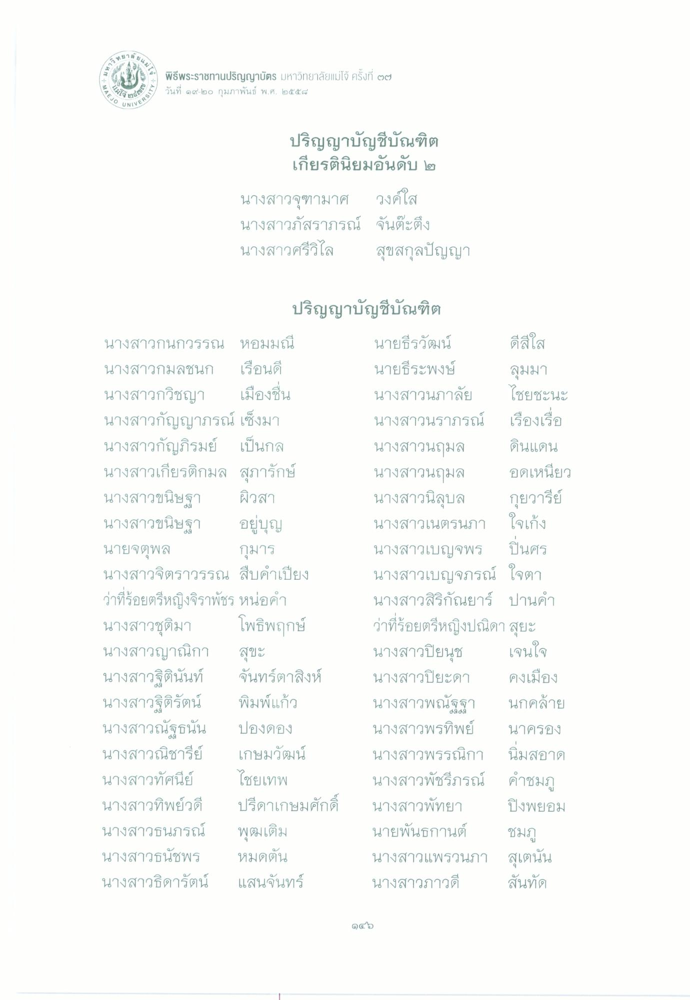 มหาวิทยาลัยแม่โจ้
แม่โจ้ ๒๔๗๗
MAEJO UNIVERSITY
พิธีพระราชทานปริญญาบัตร มหาวิทยาลัยแม่โจ้ ครั้งที่ ๓๗
วันที่ ๑๙-๒๐ กุมภาพันธ์ พ.ศ. ๒๕๕๘
ปริญญาบัญชีบัณฑิต
เกียรตินิยมอันดับ ๒
นางสาวจุฑามาศ วงค์ใส
นางสาวภัสราภรณ์ จันต๊ะตึง
นางสาวศรีวิไล สุขสกุลปัญญา
ปริญญาบัญชีบัณฑิต
นางสาวกนกวรรณ หอมมณี
นางสาวกมลชนก เรือนดี
นางสาวกวิชญา เมืองชื่น
นางสาวกัญญาภรณ์ เซ็งมา
นางสาวกัญภิรมย์ เป็นกล
นางสาวเกียรติกมล สุภารักษ์
นางสาวขนิษฐา ผิวสา
นางสาวขนิษฐา อยู่บุญ
นายจตุพล กุมาร
นางสาวจิตราวรรณ สืบคำเปียง
ว่าที่ร้อยตรีหญิงจิราพัชร หน่อคำ
นางสาวชุติมา โพธิพฤกษ์
นางสาวญาณิกา สุขะ
นางสาวฐิตินันท์ จันทร์ตาสิงห์
นางสาวฐิติรัตน์ พิมพ์แก้ว
นางสาวณัฐธนัน ปองดอง
นางสาวณิชารีย์ เกษมวัฒน์
นางสาวทัศนีย์ ไชยเทพ
นางสาวทิพย์วดี ปรีดาเกษมศักดิ์
นางสาวธนภรณ์ พุฒเติม
นางสาวธนัชพร หมดตัน
นางสาวธิดารัตน์ แสนจันทร์
นายธีรวัฒน์ ดีสีใส
นายธีระพงษ์ ลุมมา
นางสาวนภาลัย ไชยชะนะ
นางสาวนราภรณ์ เรืองเรื่อ
นางสาวนฤมล ดินแดน
นางสาวนฤมล อดเหนียว
นางสาวนิลุบล กุยวารีย์
นางสาวเนตรนภา ใจเก้ง
นางสาวเบญจพร ปิ่นศร
นางสาวเบญจภรณ์ ใจตา
นางสาวสิริกัณยาร์ ปานคำ
ว่าที่ร้อยตรีหญิงปณิดา สุยะ
นางสาวปิยนุช เจนใจ
นางสาวปิยะดา คงเมือง
นางสาวพณัฐฐา นกคล้าย
นางสาวพรทิพย์ นาครอง
นางสาวพรรณิกา นิ่มสอาด
นางสาวพัชรีภรณ์ คำชมภู
นางสาวพัทยา ปิงพยอม
นายพันธกานต์ ชมภู
นางสาวแพรวนภา สุเตนัน
นางสาวภาวดี สันทัด
๑๔๖